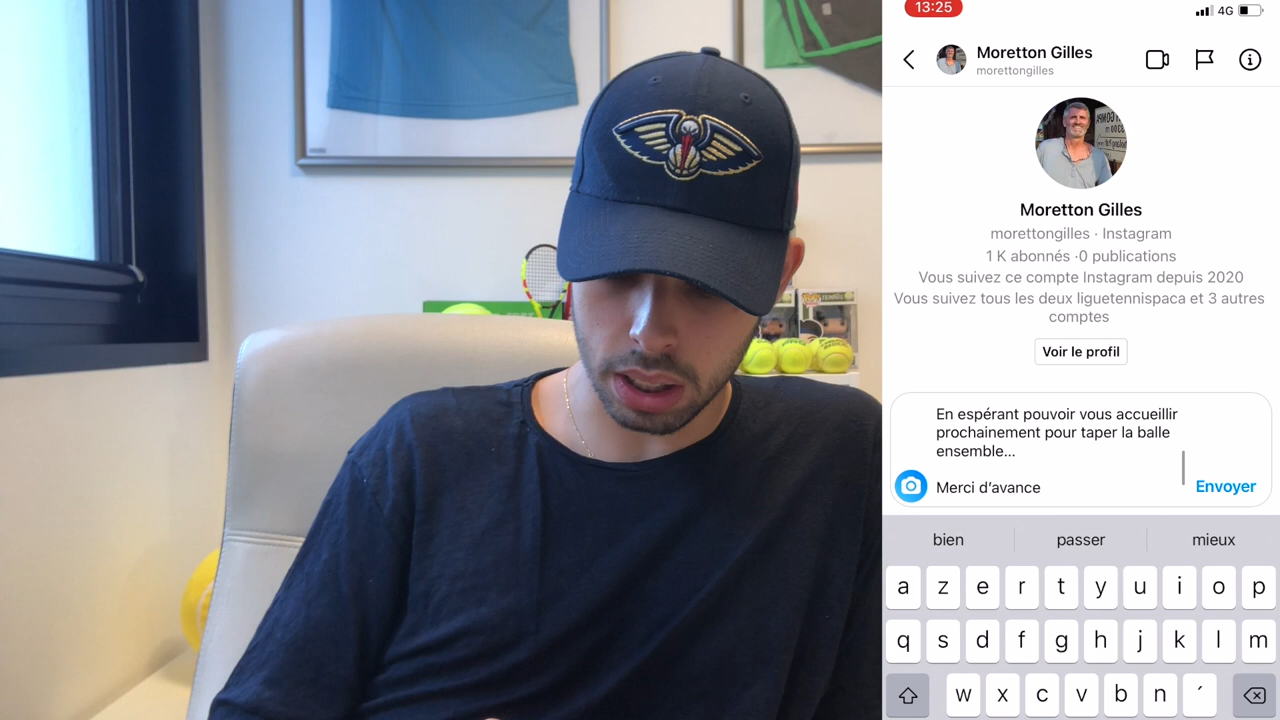 13:25
4G
Moretton Gilles
morettongilles
Moretton Gilles
morettongilles · Instagram
1 K abonnés ·0 publications
Vous suivez ce compte Instagram depuis 2020
Vous suivez tous les deux liguetennispaca et 3 autres
comptes
Voir le profil
En espérant pouvoir vous accueillir
prochainement pour taper la balle
ensemble...
Merci d'avance
Envoyer
bien passer mieux
a z e r t y u i o p
q s d f g h j k l m
w x c v b n ´